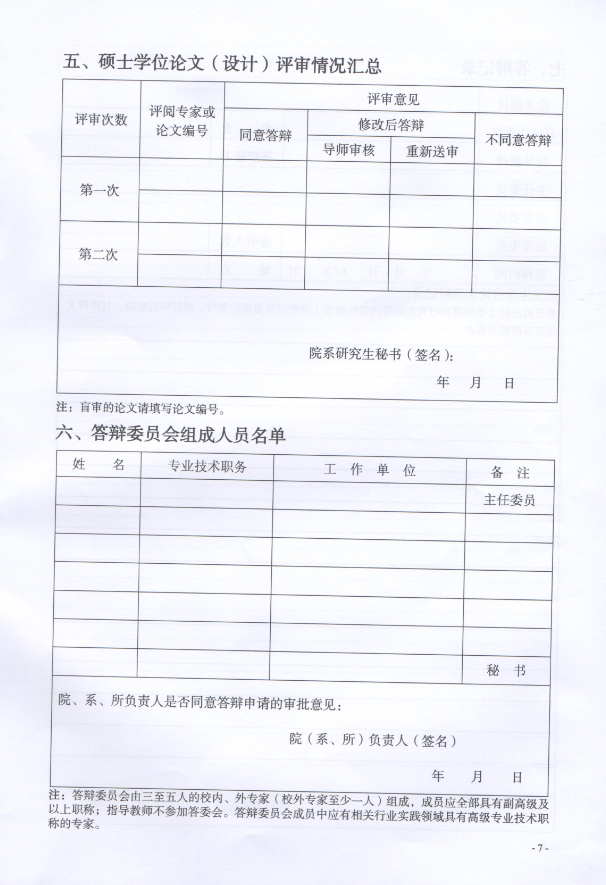 五、硕士学位论文（设计）评审情况汇总
评审次数
评阅专家或
论文编号
评审意见
同意答辩
修改后答辩
不同意答辩
导师审核
重新送审
第一次
第二次
院系研究生秘书（签名）：
年 月 日
注：盲审的论文请填写论文编号。
六、答辩委员会组成人员名单
姓 名
专业技术职务
工 作 单 位
备 注
主任委员
秘 书
院、系、所负责人是否同意答辩申请的审批意见：
院（系、所）负责人（签名）
年 月 日
注：答辩委员会由三至五人的校内、外专家（校外专家至少一人）组成，成员应全部具有副高级及
以上职称；指导教师不参加答委会。答辩委员会成员中应有相关行业实践领域具有高级专业技术职
称的专家。
- 7 -